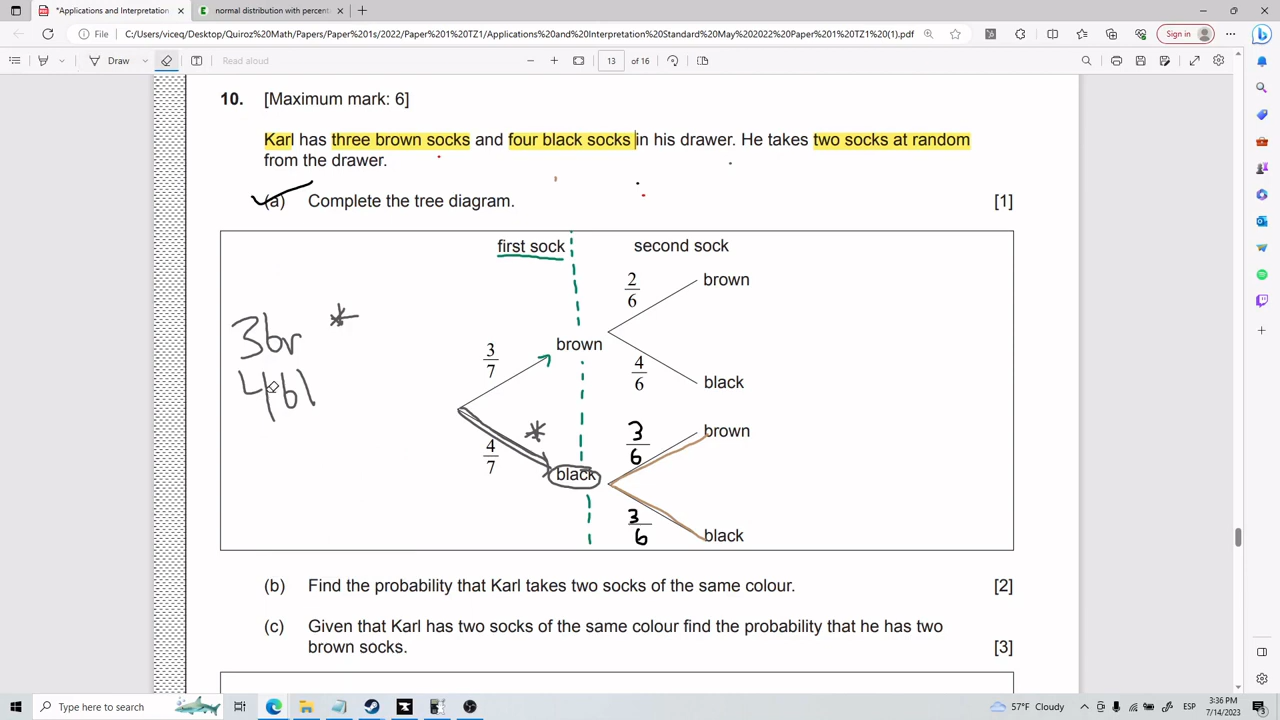 *Applications and Interpretation
normal distribution with percent
File
C:/Users/viceq/Desktop/Quiroz%20Math/Papers/Paper%201s/2022/Paper%201%20TZ1/Applications%20and%20Interpretation%20Standard%20May%202022%20Paper%201%20TZ1%20(1).pdf
Sign in
Draw
Read aloud
13 of 16
10. [Maximum mark: 6]
Karl has three brown socks and four black socks in his drawer. He takes two socks at random
from the drawer.
(a) Complete the tree diagram. [1]
first sock second sock
2
6
brown
3br *
brown
3
7
4
6
black
4bl
*
4
7
black
3
6
brown
3
6
black
(b) Find the probability that Karl takes two socks of the same colour. [2]
(c) Given that Karl has two socks of the same colour find the probability that he has two
brown socks. [3]
Type here to search
57°F Cloudy
ESP
3:36 PM
7/14/2023